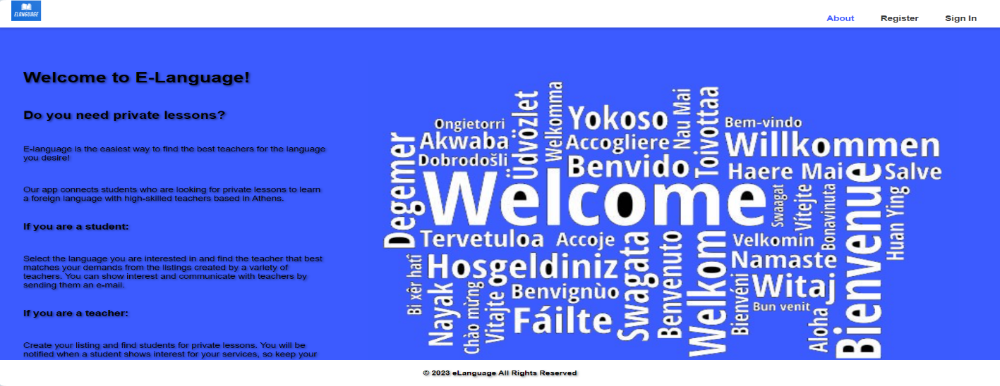 ELANGUAGE
About Register Sign In
Welcome to E-Language!
Do you need private lessons?
E-language is the easiest way to find the best teachers for the language
you desire!
Our app connects students who are looking for private lessons to learn
a foreign language with high-skilled teachers based in Athens.
If you are a student:
Select the language you are interested in and find the teacher that best
matches your demands from the listings created by a variety of
teachers. You can show interest and communicate with teachers by
sending them an e-mail.
If you are a teacher:
Create your listing and find students for private lessons. You will be
notified when a student shows interest for your services, so keep your
Ongietorri
Akwaba
Dobrodošli
Degemer
Üdvözlet
Welkomma
Yokoso
Accogliere
Nau Mai
Toivottaa
Benvido
Bem-vindo
Willkommen
Haere Mai
Salve
Welcome
Swaagat
Vítejte
Bonavinuta
Bienvenue
Huan Ying
Tervetuloa
Accoje
Swagata
Benvenuto
Welkom
Velkomin
Namaste
Hosgeldiniz
Bi xêr hatî
Nayak
Chào mừng
Vitajte
Benvignùo
Fáilte
Bienvéni
Witaj
Bun venit
Aloha
© 2023 eLanguage All Rights Reserved